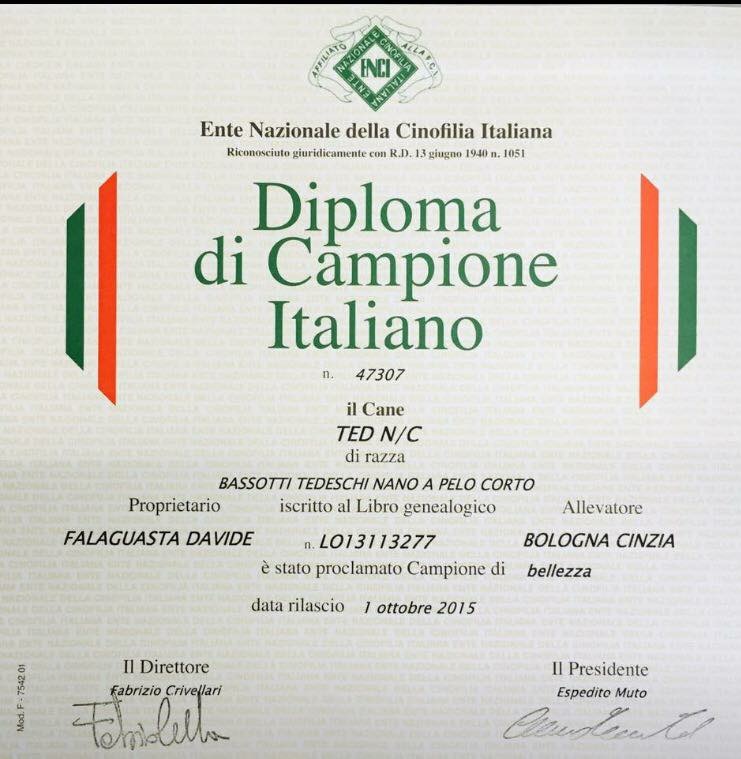 AFFILIATO ALLA F.C.I.
ENTE NAZIONALE CINOFILIA ITALIANA
ENCI
Ente Nazionale della Cinofilia Italiana
Riconosciuto giuridicamente con R.D. 13 giugno 1940 n. 1051
Diploma
di Campione
Italiano
n. 47307
il Cane
TED N/C
di razza
BASSOTTI TEDESCHI NANO A PELO CORTO
Proprietario iscritto al Libro genealogico Allevatore
FALAGUASTA DAVIDE n. LO13113277 BOLOGNA CINZIA
è stato proclamato Campione di bellezza
data rilascio 1 ottobre 2015
Il Direttore Il Presidente
Fabrizio Crivellari Espedito Muto
Mod. F - 7542 01